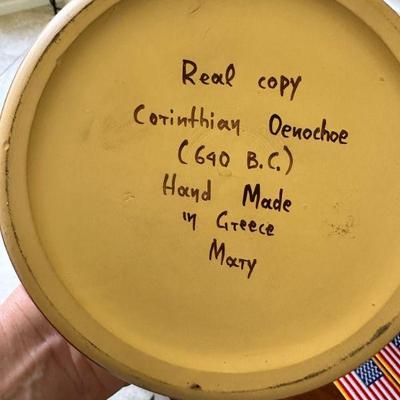 Real copy
Corinthian Oenochoe
(640 B.C.)
Hand Made
in Greece
Mary